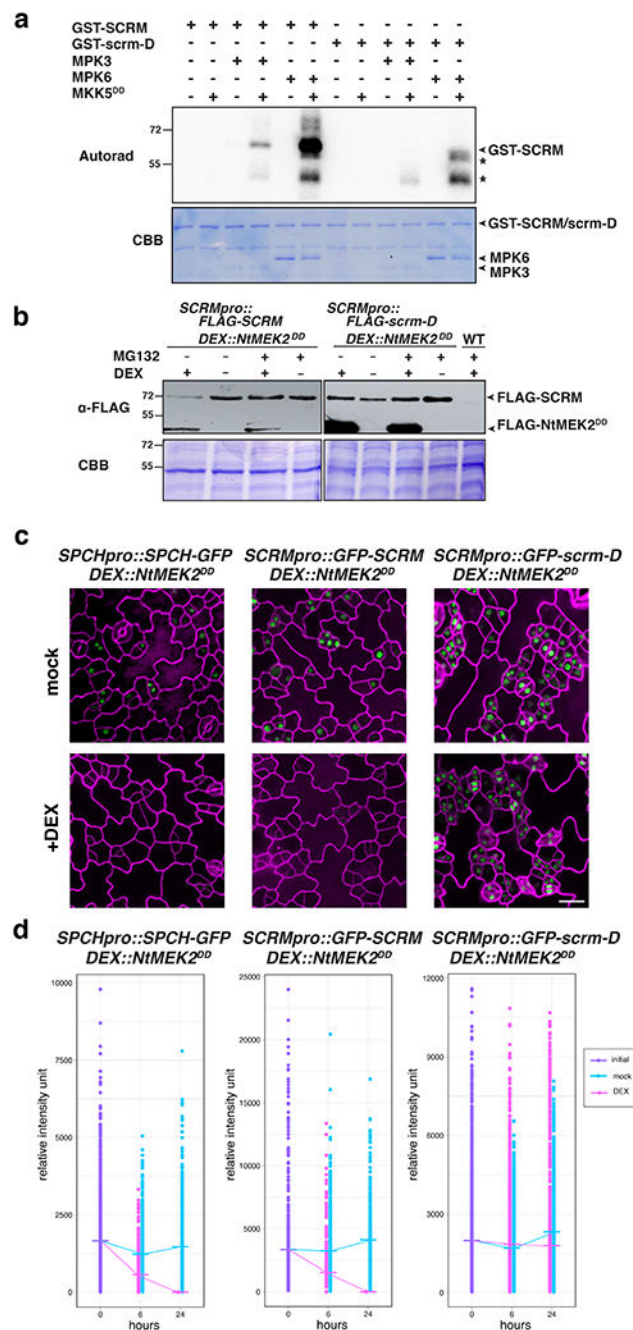 a
GST-SCRM + + + + + + - - - - - -
GST-scrm-D - - - - - - + + + + + +
MPK3 - - + + - - - - + + - -
MPK6 - - - - + + - - - - + +
MKK5DD - + - + - + - + - + - +
72
55
Autorad
GST-SCRM
*
*
CBB
GST-SCRM/scrm-D
MPK6
MPK3
b
SCRMpro::
FLAG-SCRM
DEX::NtMEK2DD
SCRMpro::
FLAG-scrm-D
DEX::NtMEK2DD
WT
MG132 - - + + - - + + +
DEX + - + - + - + - +
α-FLAG
72
55
FLAG-SCRM
FLAG-NtMEK2DD
CBB
72
55
c
SPCHpro::SPCH-GFP
DEX::NtMEK2DD
SCRMpro::GFP-SCRM
DEX::NtMEK2DD
SCRMpro::GFP-scrm-D
DEX::NtMEK2DD
mock
+DEX
d
SPCHpro::SPCH-GFP
DEX::NtMEK2DD
SCRMpro::GFP-SCRM
DEX::NtMEK2DD
SCRMpro::GFP-scrm-D
DEX::NtMEK2DD
relative intensity unit
10000
7500
5000
2500
0
0 6 24
hours
relative intensity unit
25000
20000
15000
10000
5000
0
0 6 24
hours
relative intensity unit
12000
9000
6000
3000
0
0 6 24
hours
initial
mock
DEX